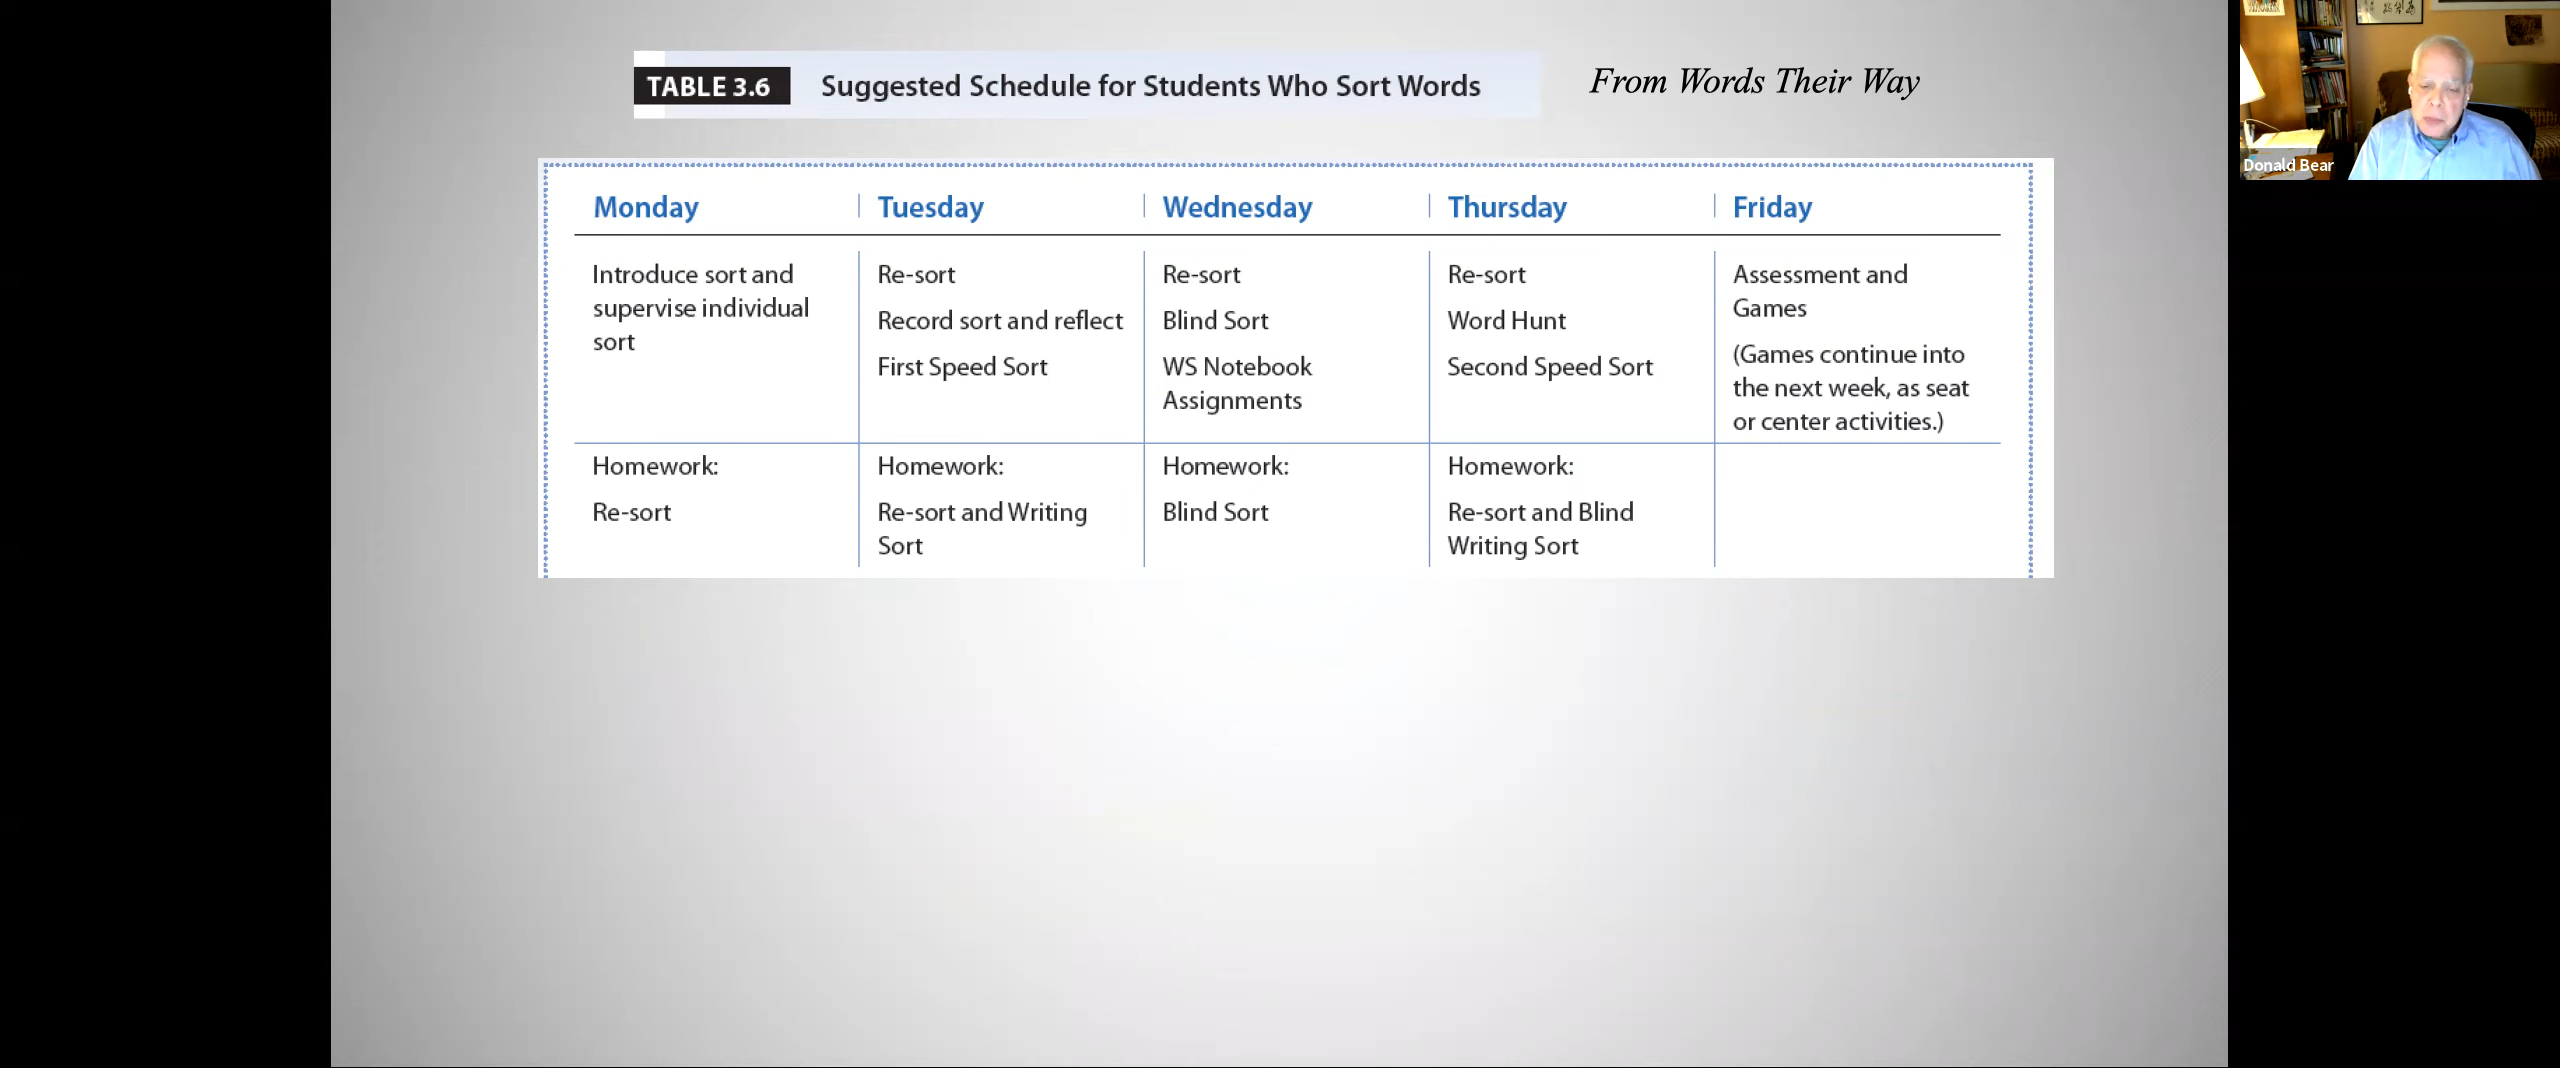 TABLE 3.6 Suggested Schedule for Students Who Sort Words
From Words Their Way
Donald Bear
Monday
Tuesday
Wednesday
Thursday
Friday
Introduce sort and
supervise individual
sort
Re-sort
Record sort and reflect
First Speed Sort
Re-sort
Blind Sort
WS Notebook
Assignments
Re-sort
Word Hunt
Second Speed Sort
Assessment and
Games
(Games continue into
the next week, as seat
or center activities.)
Homework:
Re-sort
Homework:
Re-sort and Writing
Sort
Homework:
Blind Sort
Homework:
Re-sort and Blind
Writing Sort